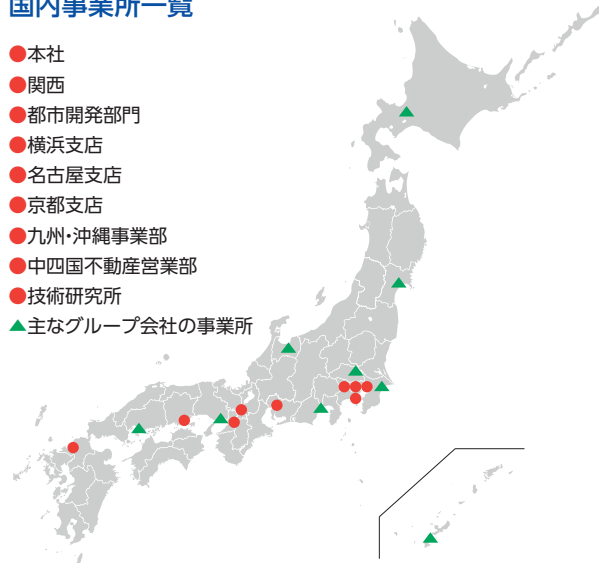 国内事業所一覧
●本社
●関西
●都市開発部門
●横浜支店
●名古屋支店
●京都支店
●九州・沖縄事業部
●中四国不動産営業部
●技術研究所
▲主なグループ会社の事業所